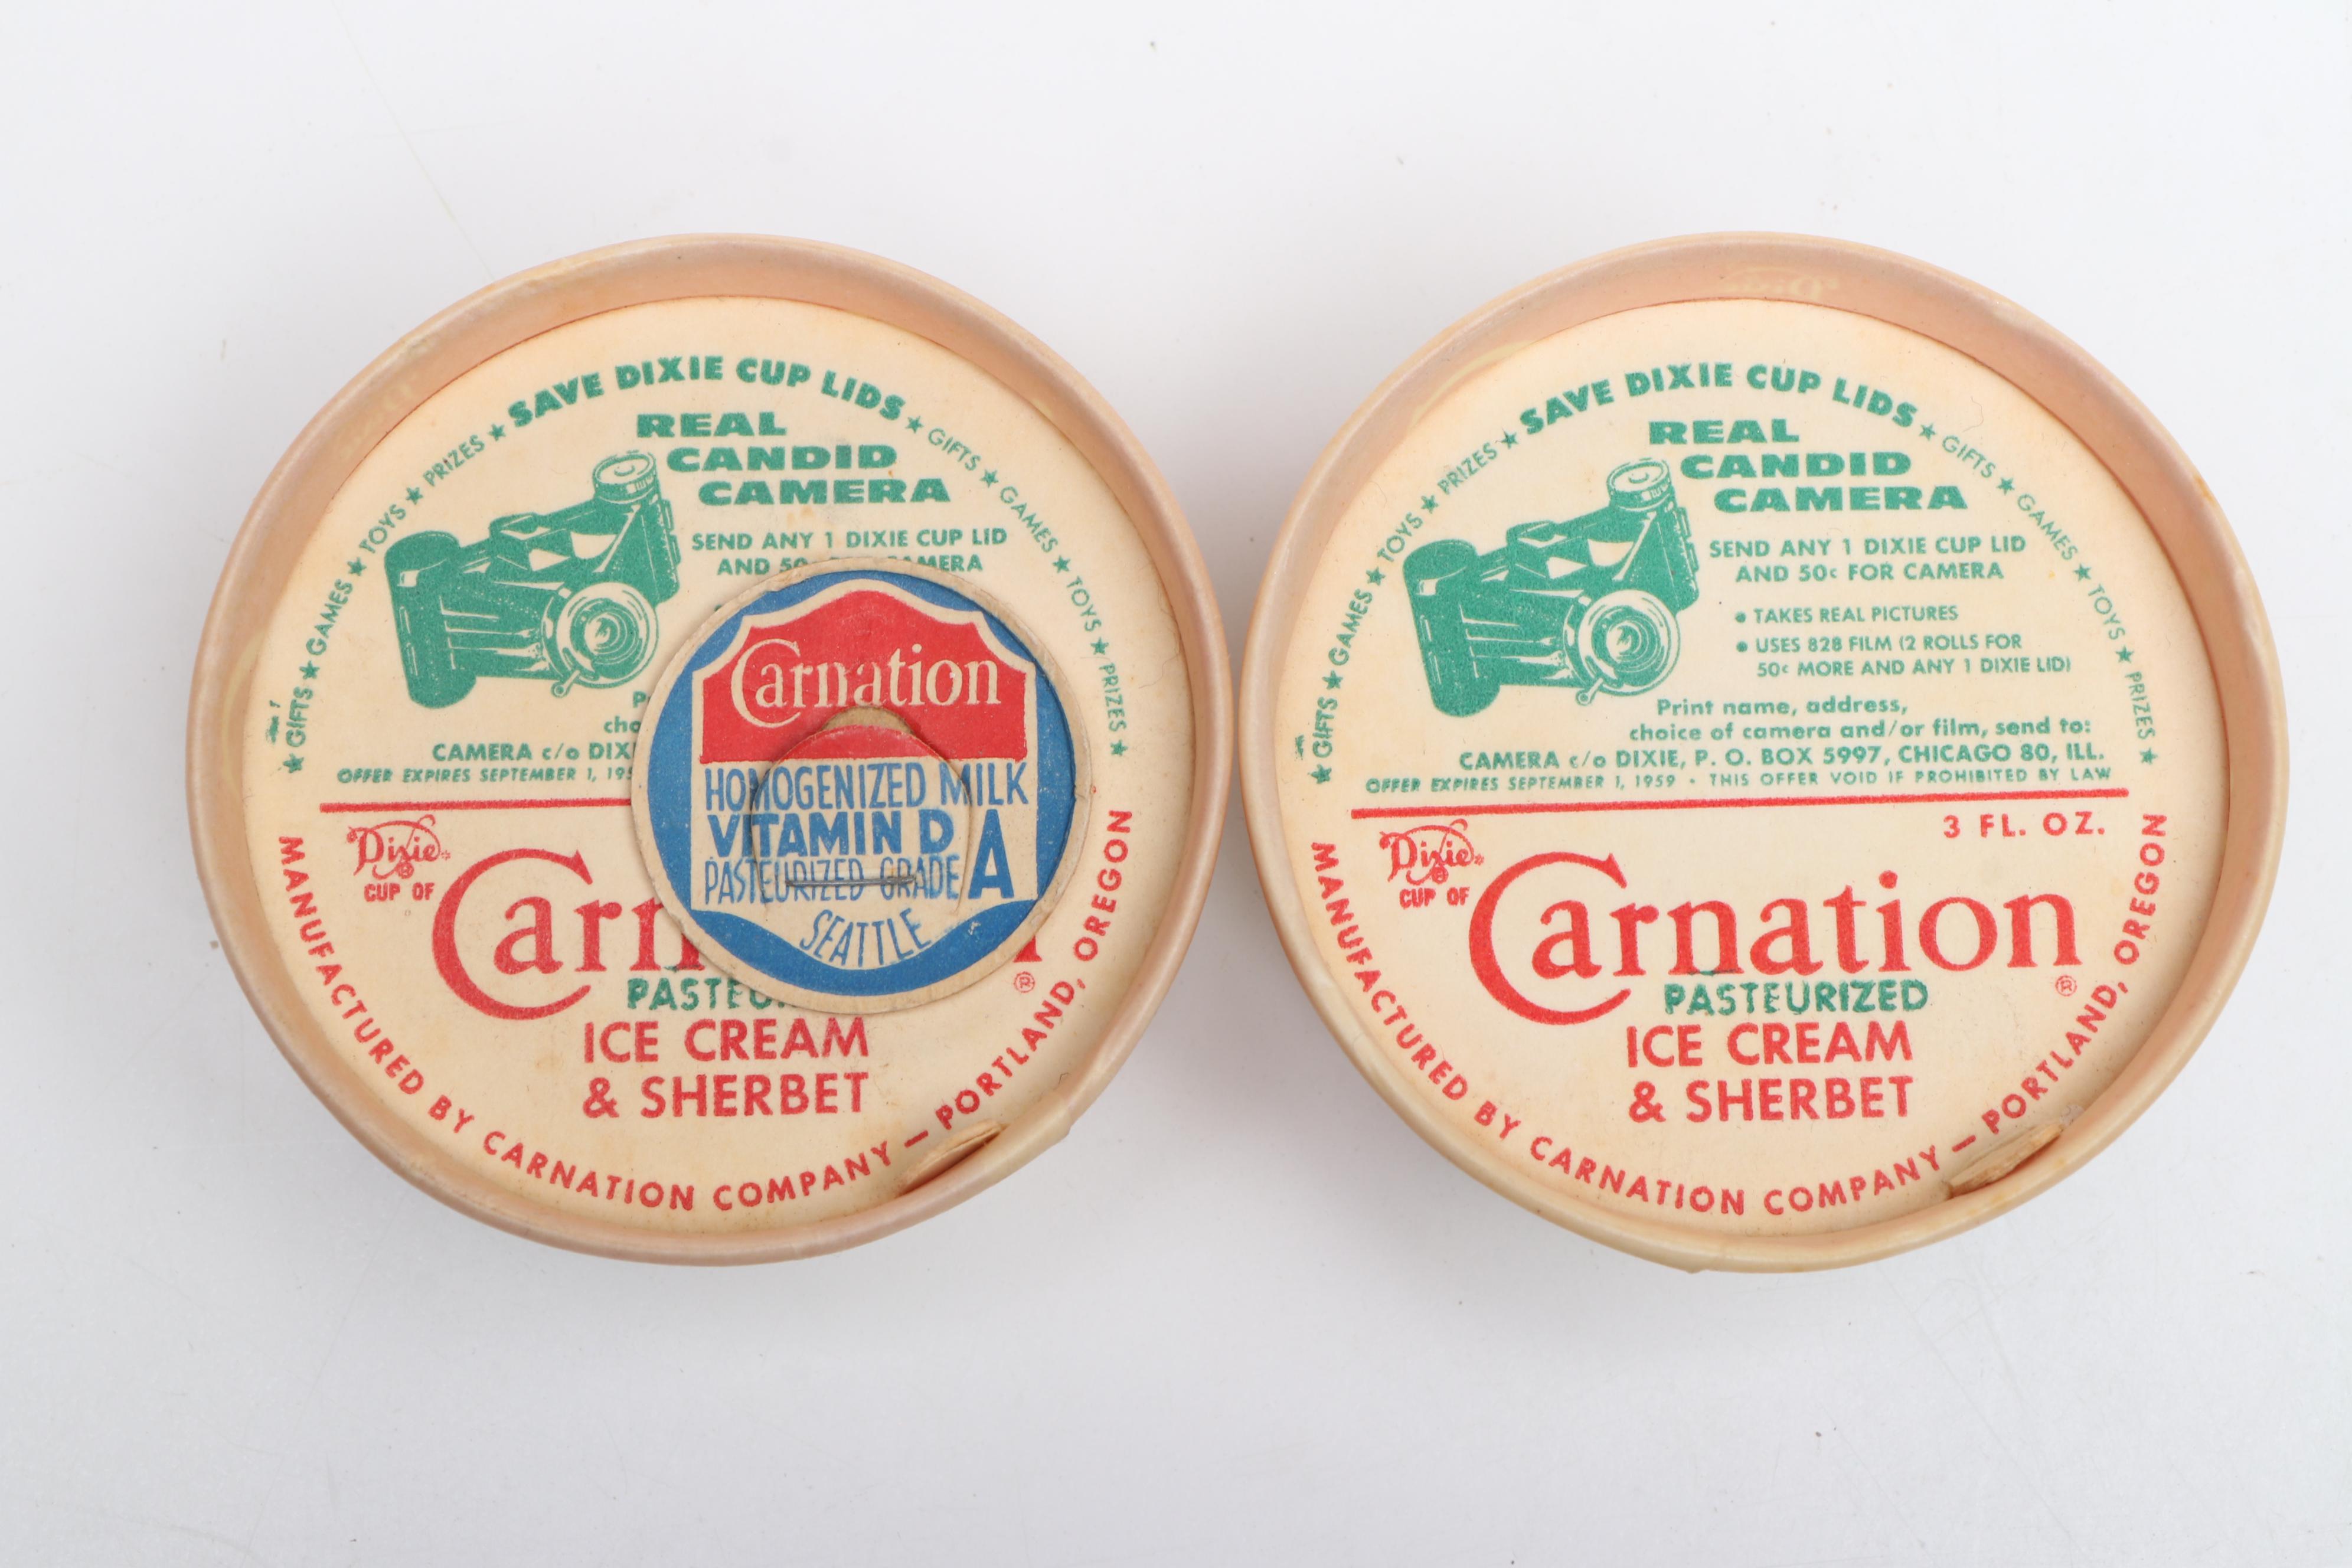 ★ GIFTS ★ GAMES ★ TOYS ★ PRIZES ★ SAVE DIXIE CUP LIDS ★ GIFTS ★ GAMES ★ TOYS ★ PRIZES ★
REAL
CANDID
CAMERA
SEND ANY 1 DIXIE CUP LID
AND
CAMERA c/o
OFFER EXPIRES SEPTEMBER 1,
Dixie
CUP OF
ICE CREAM
& SHERBET
MANUFACTURED BY CARNATION COMPANY — PORTLAND, OREGON
Carnation
HOMOGENIZED MILK
VITAMIN D
PASTEURIZED GRADE A
SEATTLE
★ GIFTS ★ GAMES ★ TOYS ★ PRIZES ★ SAVE DIXIE CUP LIDS ★ GIFTS ★ GAMES ★ TOYS ★ PRIZES ★
REAL
CANDID
CAMERA
SEND ANY 1 DIXIE CUP LID
AND 50¢ FOR CAMERA
• TAKES REAL PICTURES
• USES 828 FILM (2 ROLLS FOR
50¢ MORE AND ANY 1 DIXIE LID)
Print name, address,
choice of camera and/or film, send to:
CAMERA c/o DIXIE, P. O. BOX 5997, CHICAGO 80, ILL.
OFFER EXPIRES SEPTEMBER 1, 1959 • THIS OFFER VOID IF PROHIBITED BY LAW
3 FL. OZ.
Dixie®
CUP OF
Carnation®
PASTEURIZED
ICE CREAM
& SHERBET
MANUFACTURED BY CARNATION COMPANY — PORTLAND, OREGON